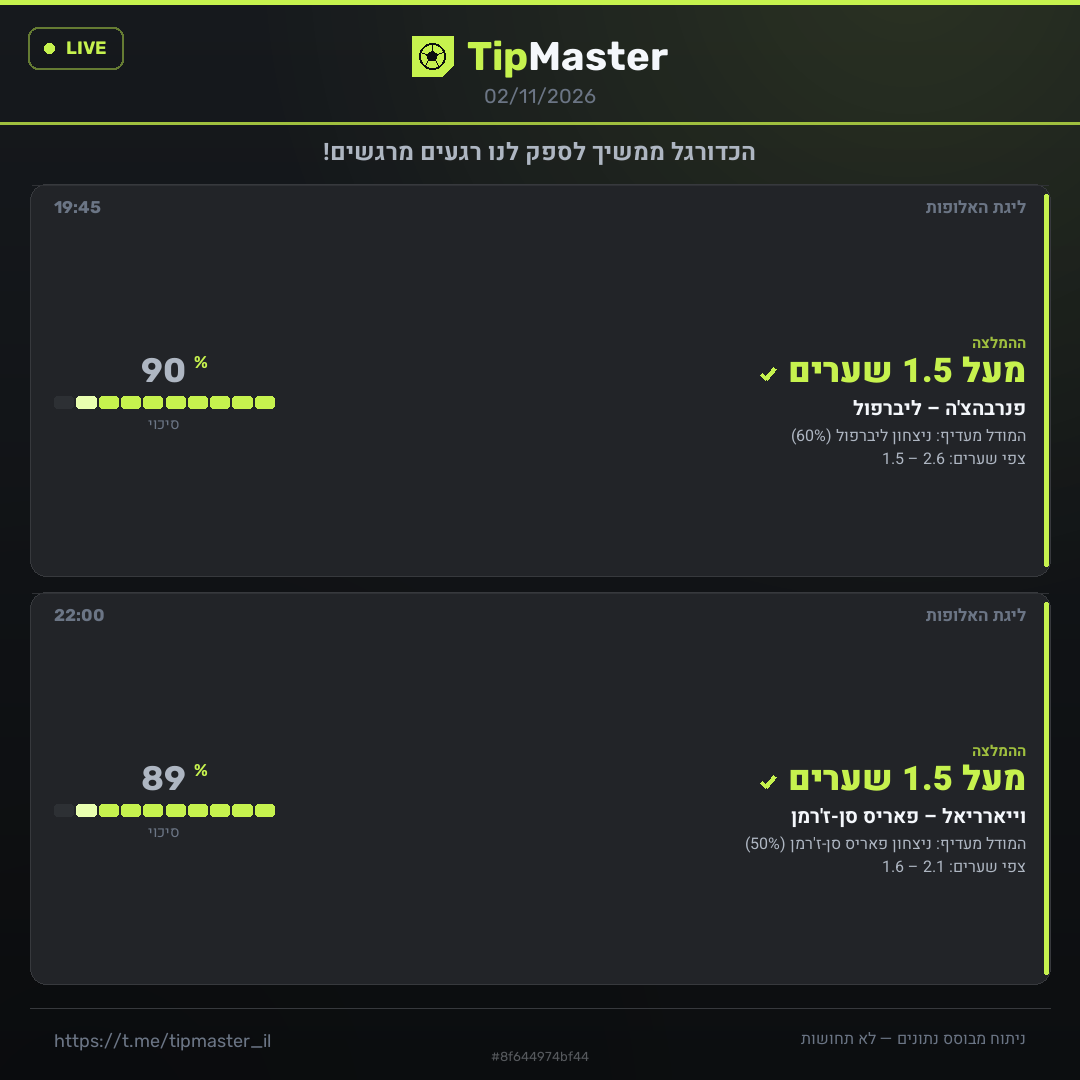 LIVE
TipMaster
02/11/2026
הכדורגל ממשיך לספק לנו רגעים מרגשים!
ליגת האלופות
19:45
ההמלצה
מעל 1.5 שערים ✓
פנרבהצ'ה – ליברפול
המודל מעדיף: ניצחון ליברפול (60%)
צפי שערים: 2.6 – 1.5
90%
סיכוי
ליגת האלופות
22:00
ההמלצה
מעל 1.5 שערים ✓
וייארריאל – פאריס סן-ז'רמן
המודל מעדיף: ניצחון פאריס סן-ז'רמן (50%)
צפי שערים: 2.1 – 1.6
89%
סיכוי
ניתוח מבוסס נתונים — לא תחושות
https://t.me/tipmaster_il
#8f644974bf44